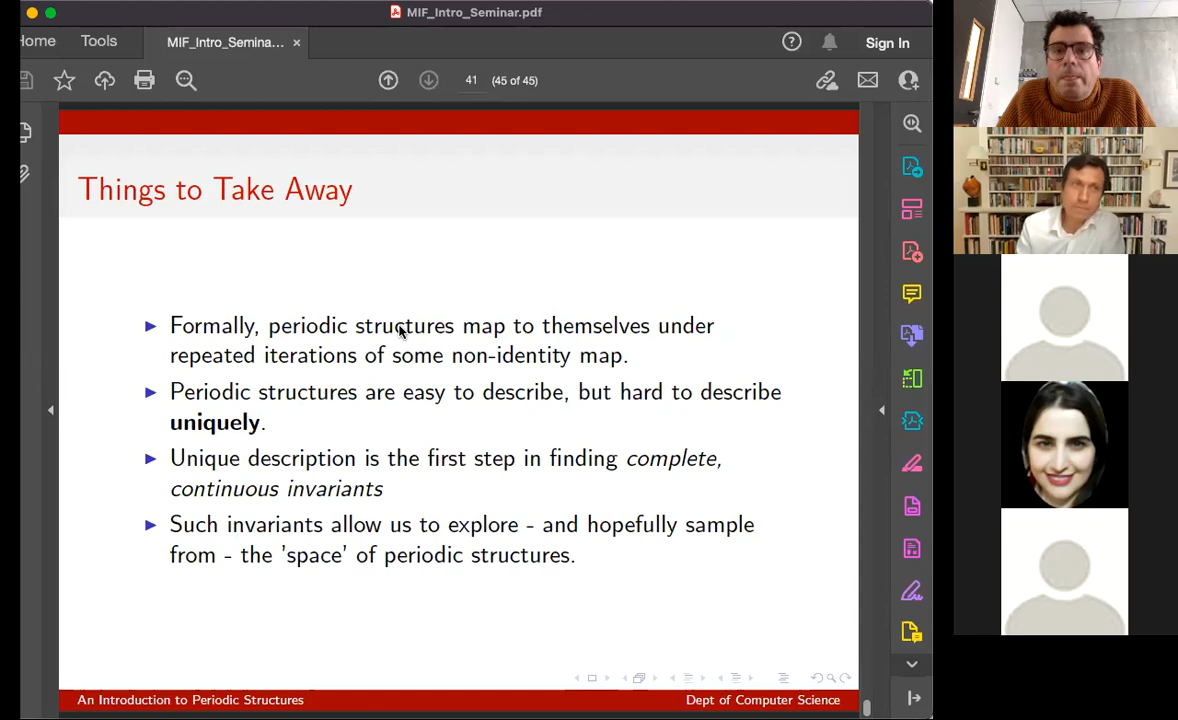 MIF_Intro_Seminar.pdf
Home
Tools
MIF_Intro_Semina... ×
Sign In
41 (45 of 45)
Things to Take Away
Formally, periodic structures map to themselves under
repeated iterations of some non-identity map.
Periodic structures are easy to describe, but hard to describe
uniquely.
Unique description is the first step in finding complete,
continuous invariants
Such invariants allow us to explore - and hopefully sample
from - the 'space' of periodic structures.
An Introduction to Periodic Structures
Dept of Computer Science